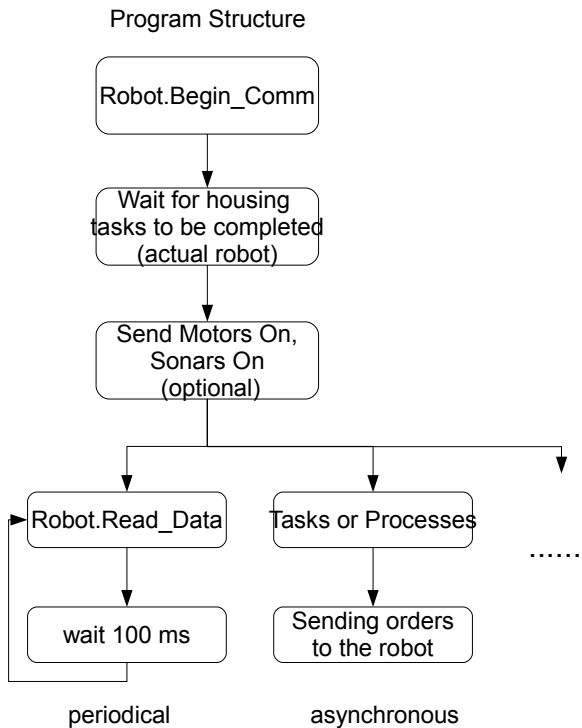 Program Structure
Robot.Begin_Comm
Wait for housing
tasks to be completed
(actual robot)
Send Motors On,
Sonars On
(optional)
Robot.Read_Data
Tasks or Processes
......
wait 100 ms
Sending orders
to the robot
periodical
asynchronous